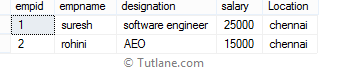 empid empname designation salary Location
1 suresh software engineer 25000 chennai
2 rohini AEO 15000 chennai
© Tutlane.com